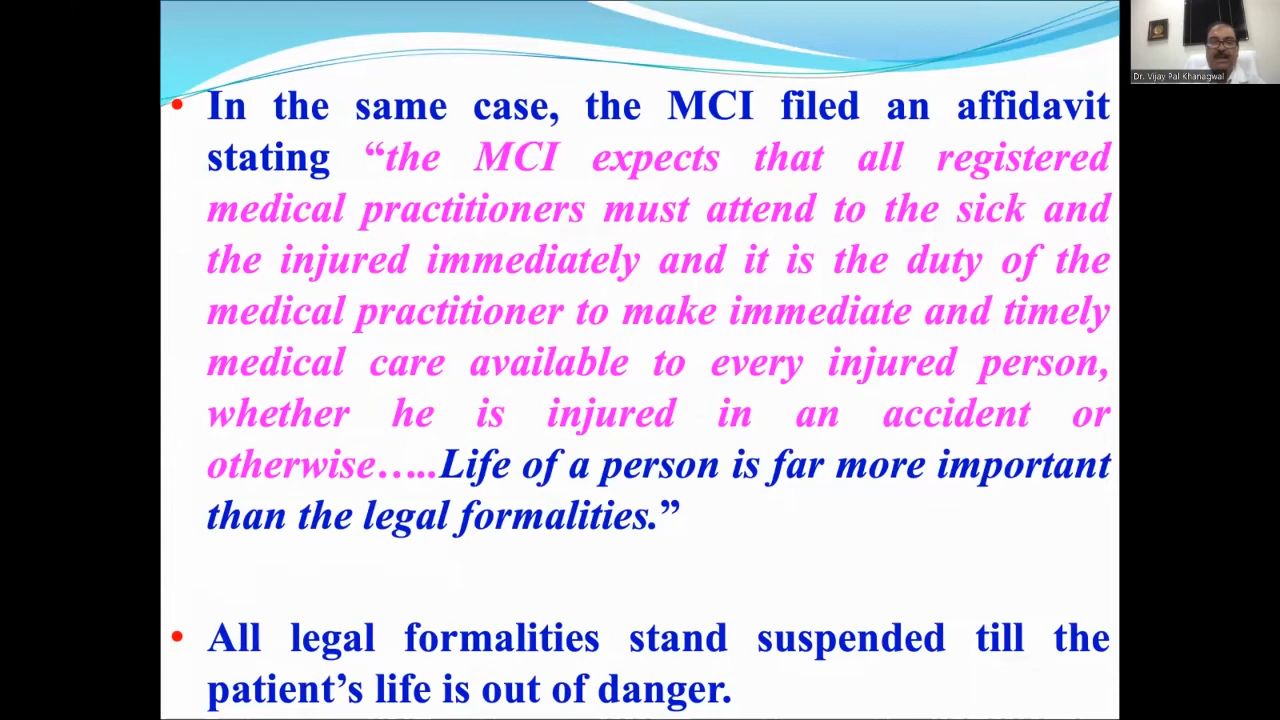 • In the same case, the MCI filed an affidavit
stating “the MCI expects that all registered
medical practitioners must attend to the sick and
the injured immediately and it is the duty of the
medical practitioner to make immediate and timely
medical care available to every injured person,
whether he is injured in an accident or
otherwise…..Life of a person is far more important
than the legal formalities.”
• All legal formalities stand suspended till the
patient’s life is out of danger.
Dr. Vijay Pal Khanagwal